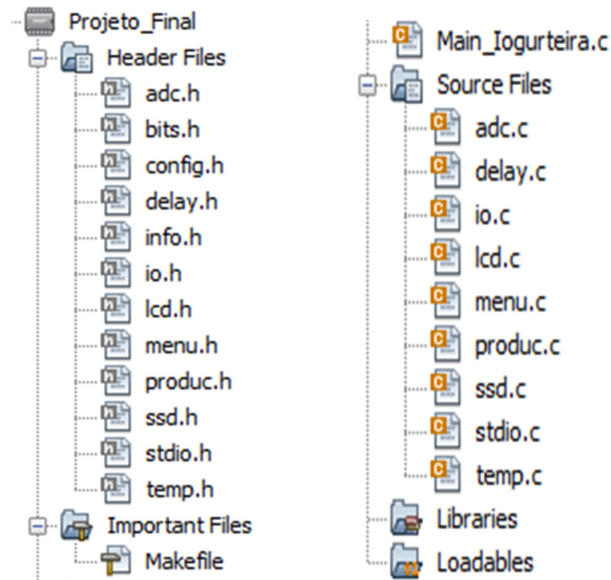 Projeto_Final
Header Files
adc.h
bits.h
config.h
delay.h
info.h
io.h
lcd.h
menu.h
produc.h
ssd.h
stdio.h
temp.h
Important Files
Makefile
Main_Iogurteira.c
Source Files
adc.c
delay.c
io.c
lcd.c
menu.c
produc.c
ssd.c
stdio.c
temp.c
Libraries
Loadables